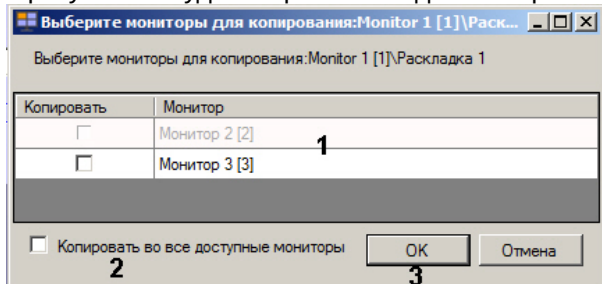 Выберите мониторы для копирования:Monitor 1 [1]\Раск...
Выберите мониторы для копирования:Monitor 1 [1]\Раскладка 1
Копировать Монитор
Монитор 2 [2]
1
Монитор 3 [3]
Копировать во все доступные мониторы OK Отмена
2 3